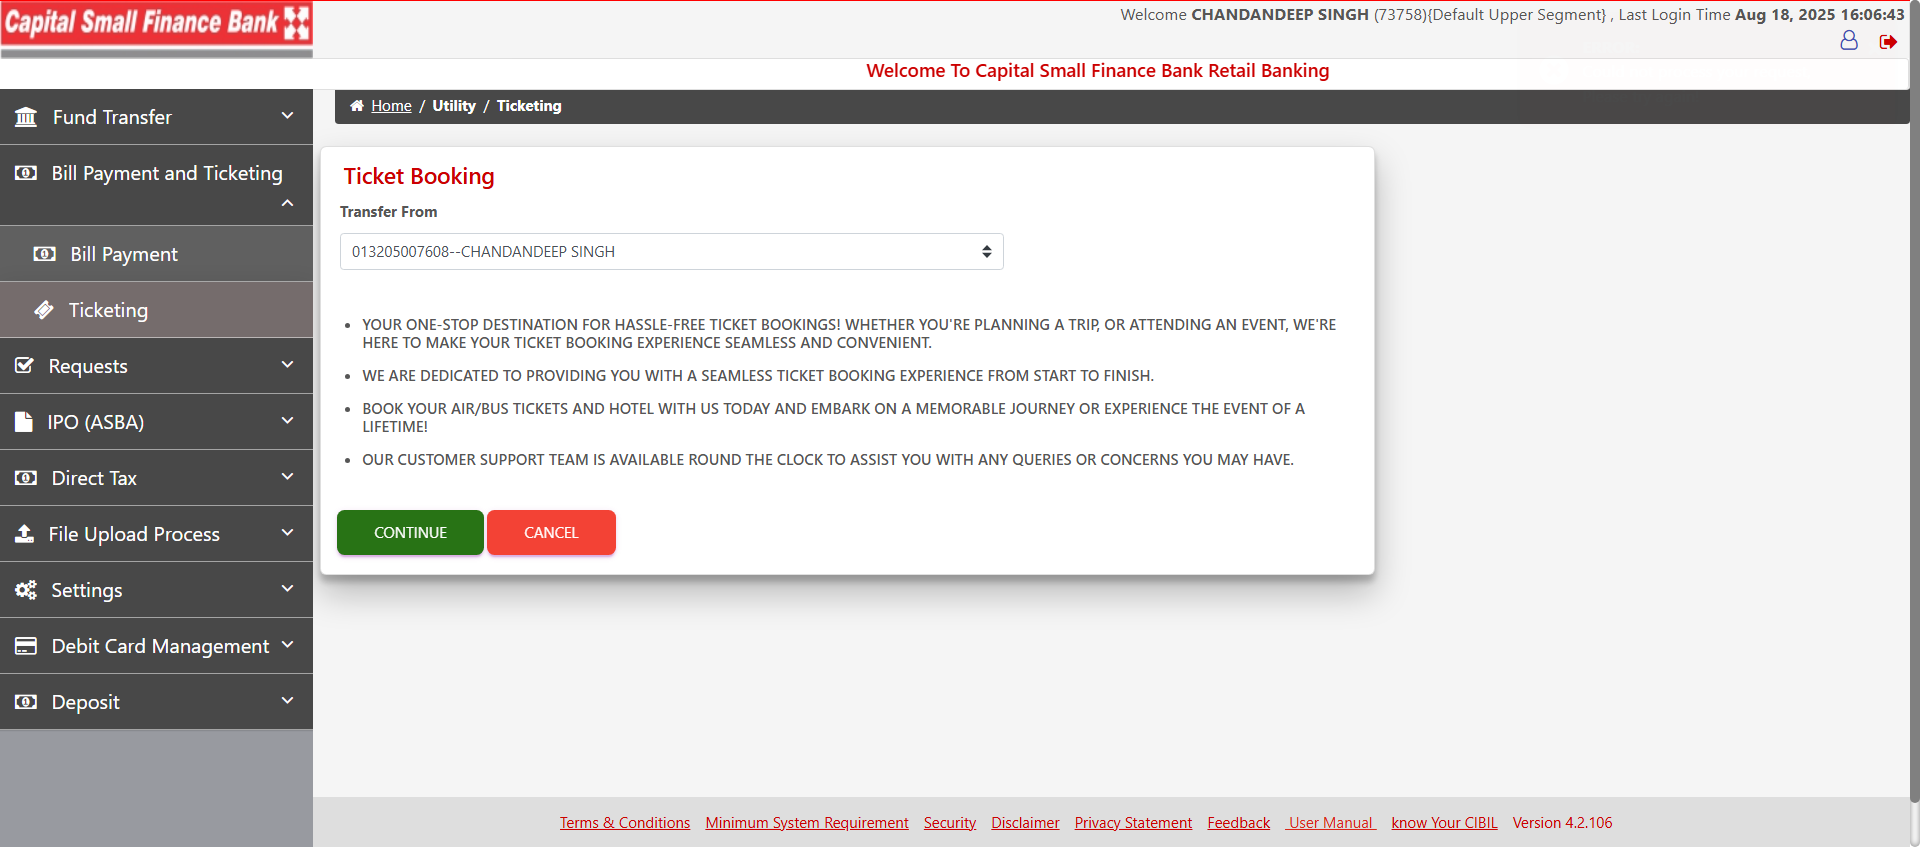 Capital Small Finance Bank
Welcome CHANDANDEEP SINGH (73758){Default Upper Segment} , Last Login Time Aug 18, 2025 16:06:43
Welcome To Capital Small Finance Bank Retail Banking
Home / Utility / Ticketing
Fund Transfer
Bill Payment and Ticketing
Bill Payment
Ticketing
Requests
IPO (ASBA)
Direct Tax
File Upload Process
Settings
Debit Card Management
Deposit
Ticket Booking
Transfer From
013205007608--CHANDANDEEP SINGH
• YOUR ONE-STOP DESTINATION FOR HASSLE-FREE TICKET BOOKINGS! WHETHER YOU'RE PLANNING A TRIP, OR ATTENDING AN EVENT, WE'RE
HERE TO MAKE YOUR TICKET BOOKING EXPERIENCE SEAMLESS AND CONVENIENT.
• WE ARE DEDICATED TO PROVIDING YOU WITH A SEAMLESS TICKET BOOKING EXPERIENCE FROM START TO FINISH.
• BOOK YOUR AIR/BUS TICKETS AND HOTEL WITH US TODAY AND EMBARK ON A MEMORABLE JOURNEY OR EXPERIENCE THE EVENT OF A
LIFETIME!
• OUR CUSTOMER SUPPORT TEAM IS AVAILABLE ROUND THE CLOCK TO ASSIST YOU WITH ANY QUERIES OR CONCERNS YOU MAY HAVE.
CONTINUE CANCEL
Terms & Conditions Minimum System Requirement Security Disclaimer Privacy Statement Feedback User Manual know Your CIBIL Version 4.2.106